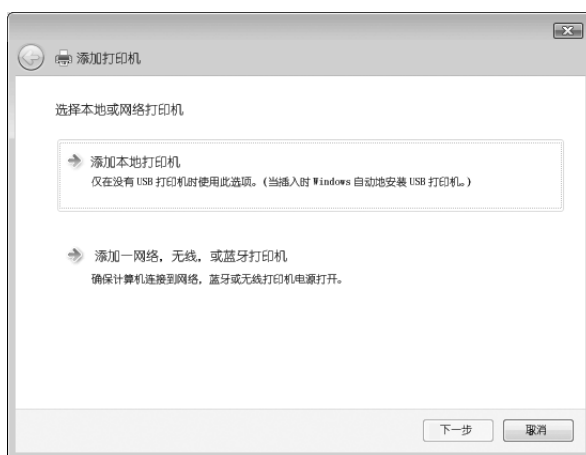 添加打印机
选择本地或网络打印机
添加本地打印机
仅在没有 USB 打印机时使用此选项。(当插入时 Windows 自动地安装 USB 打印机。)
添加一网络，无线，或蓝牙打印机
确保计算机连接到网络，蓝牙或无线打印机电源打开。
下一步 取消